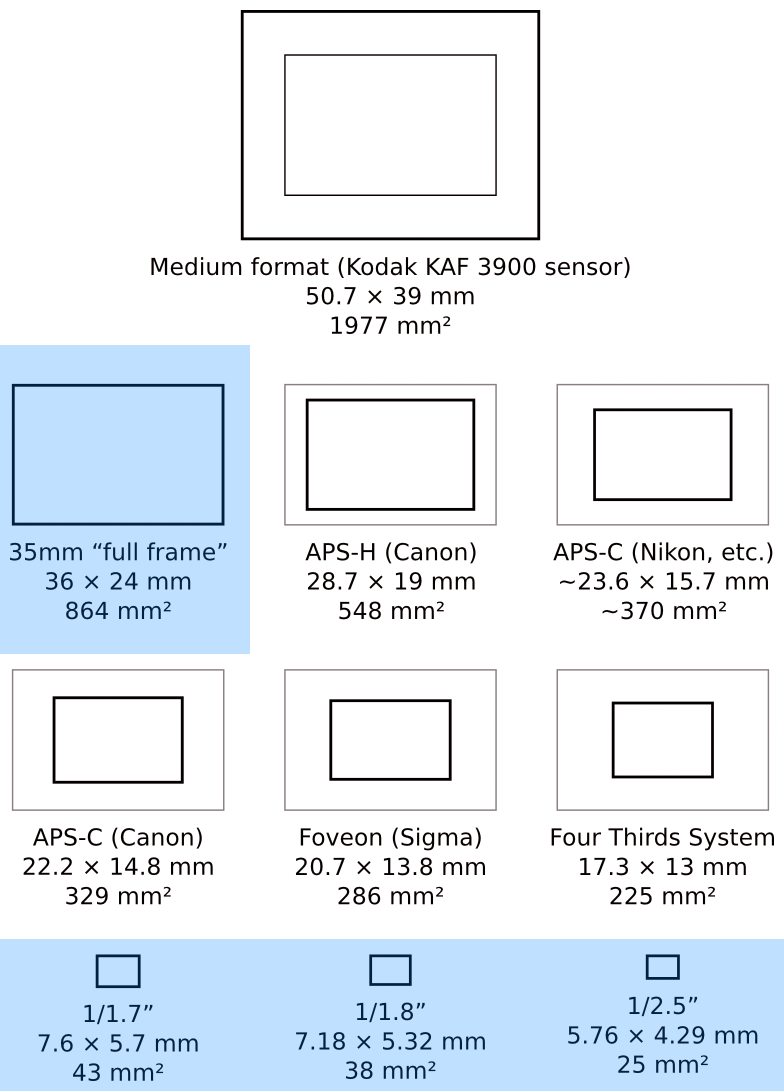 Medium format (Kodak KAF 3900 sensor)
50.7 × 39 mm
1977 mm²
35mm “full frame”
36 × 24 mm
864 mm²
APS-H (Canon)
28.7 × 19 mm
548 mm²
APS-C (Nikon, etc.)
~23.6 × 15.7 mm
~370 mm²
APS-C (Canon)
22.2 × 14.8 mm
329 mm²
Foveon (Sigma)
20.7 × 13.8 mm
286 mm²
Four Thirds System
17.3 × 13 mm
225 mm²
1/1.7”
7.6 × 5.7 mm
43 mm²
1/1.8”
7.18 × 5.32 mm
38 mm²
1/2.5”
5.76 × 4.29 mm
25 mm²